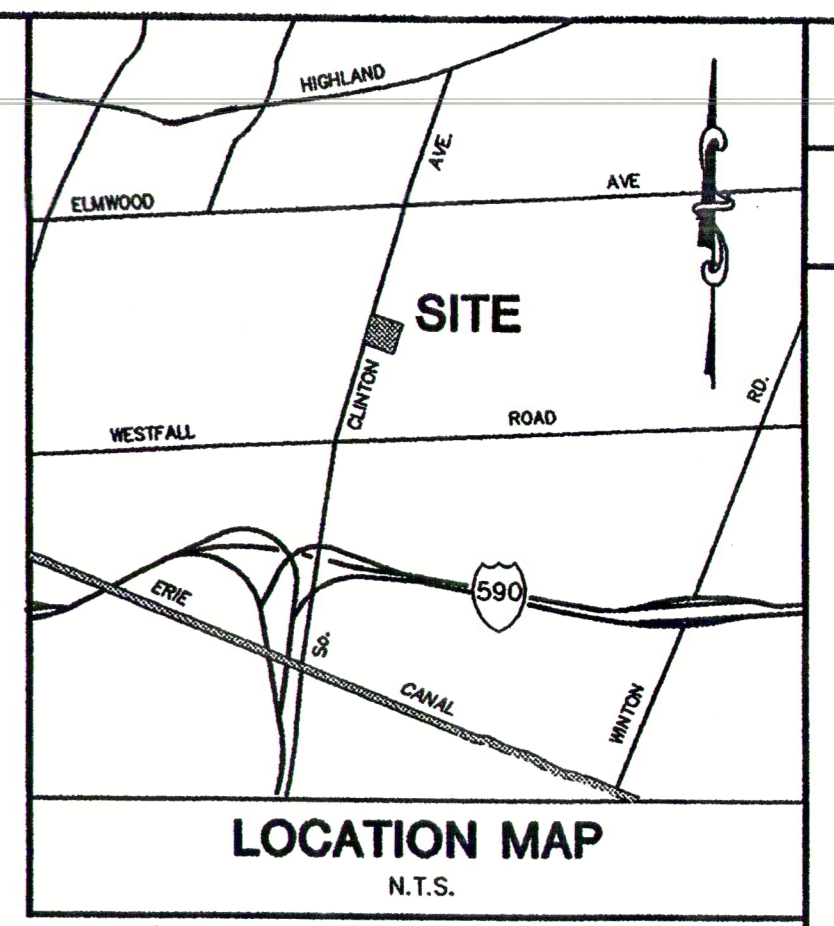 HIGHLAND
AVE.
ELMWOOD AVE
SITE
CLINTON
RD.
WESTFALL ROAD
590
ERIE
So.
CANAL
WINTON
LOCATION MAP
N.T.S.